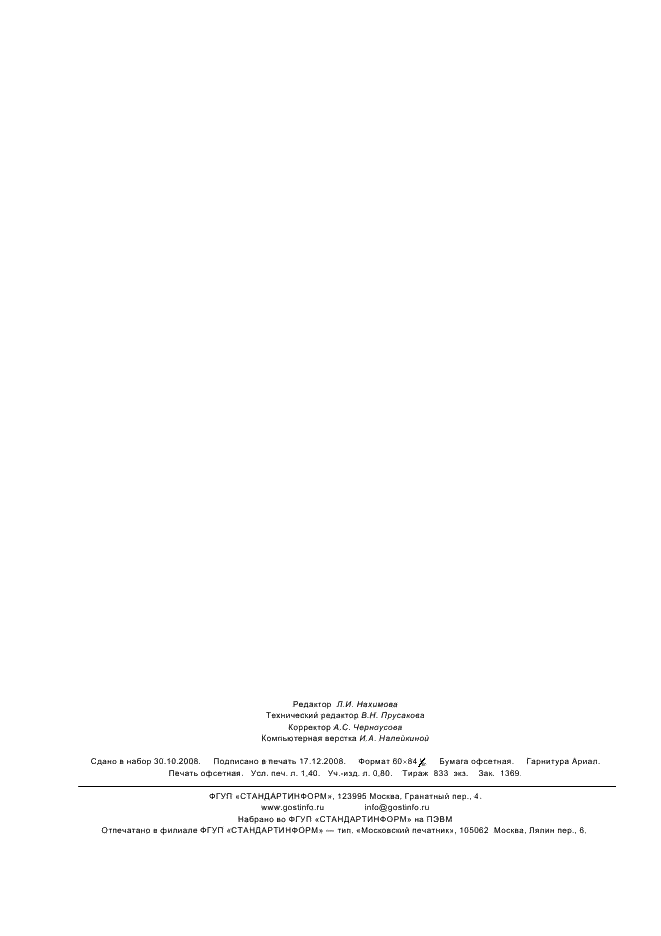 Редактор Л.И. Нахимова
Технический редактор В.Н. Прусакова
Корректор А.С. Черноусова
Компьютерная верстка И.А. Налейкиной
Сдано в набор 30.10.2008. Подписано в печать 17.12.2008. Формат 60×84 Бумага офсетная. Гарнитура Ариал.
Печать офсетная. Усл. печ. л. 1,40. Уч.-изд. л. 0,80. Тираж 833 экз. Зак. 1369.
ФГУП «СТАНДАРТИНФОРМ», 123995 Москва, Гранатный пер., 4.
www.gostinfo.ru info@gostinfo.ru
Набрано во ФГУП «СТАНДАРТИНФОРМ» на ПЭВМ
Отпечатано в филиале ФГУП «СТАНДАРТИНФОРМ» — тип. «Московский печатник», 105062 Москва, Лялин пер., 6.